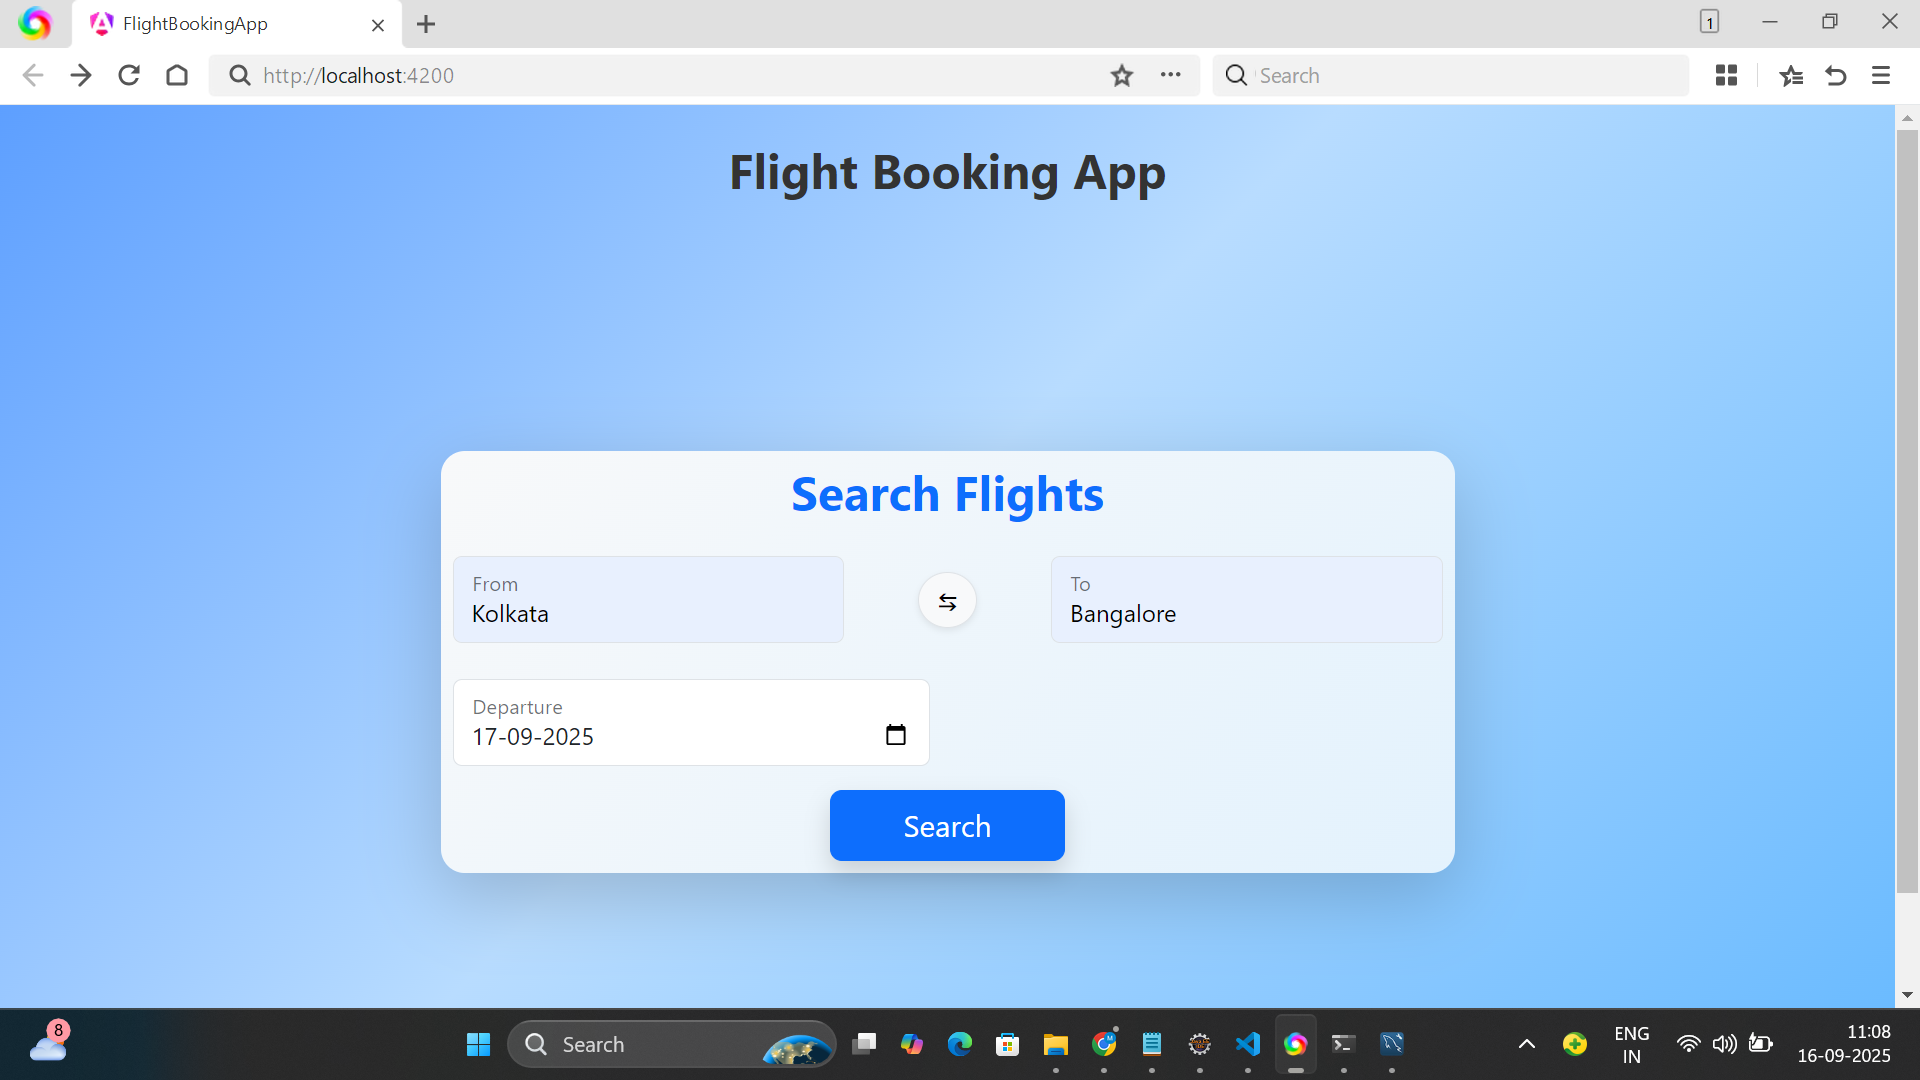 FlightBookingApp
1
http://localhost:4200
Search
Flight Booking App
Search Flights
From
Kolkata
To
Bangalore
Departure
17-09-2025
Search
8
Search
ENG
IN
11:08
16-09-2025